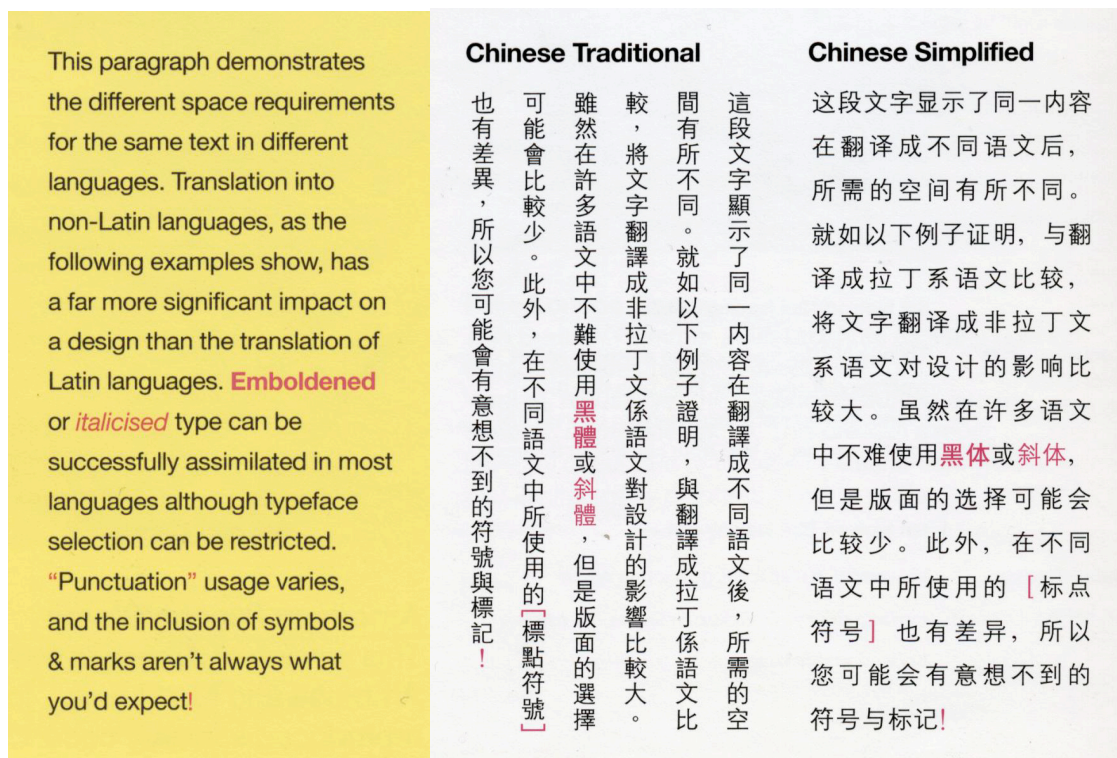 This paragraph demonstrates
the different space requirements
for the same text in different
languages. Translation into
non-Latin languages, as the
following examples show, has
a far more significant impact on
a design than the translation of
Latin languages. Emboldened
or italicised type can be
successfully assimilated in most
languages although typeface
selection can be restricted.
“Punctuation” usage varies,
and the inclusion of symbols
& marks aren’t always what
you’d expect!
Chinese Traditional
這段文字顯示了同一内容在翻譯成不同語文後，所需的空
間有所不同。就如以下例子證明，與翻譯成拉丁係語文比
較，將文字翻譯成非拉丁文係語文對設計的影響比較大。
雖然在許多語文中不難使用黑體或斜體，但是版面的選擇
可能會比較少。此外，在不同語文中所使用的[標點符號]
也有差異，所以您可能會有意想不到的符號與標記！
Chinese Simplified
这段文字显示了同一内容
在翻译成不同语文后，
所需的空间有所不同。
就如以下例子证明，与翻
译成拉丁系语文比较，
将文字翻译成非拉丁文
系语文对设计的影响比
较大。虽然在许多语文
中不难使用黑体或斜体，
但是版面的选择可能会
比较少。此外，在不同
语文中所使用的 [标点
符号] 也有差异，所以
您可能会有意想不到的
符号与标记!